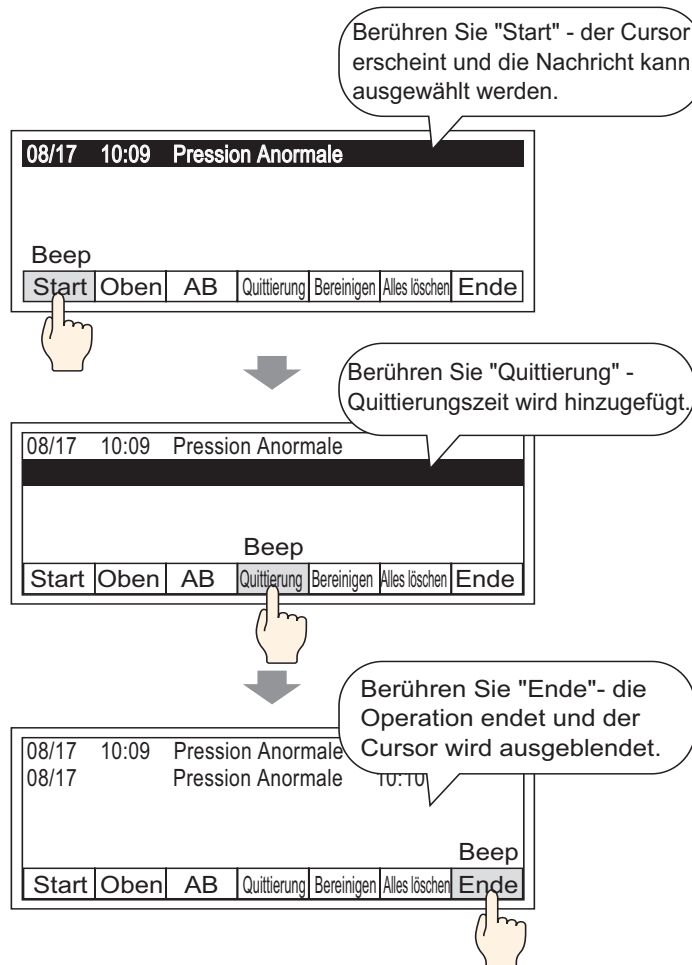 Berühren Sie "Start" - der Cursor
erscheint und die Nachricht kann
ausgewählt werden.
08/17 10:09 Pression Anormale
Beep
Start Oben AB Quittierung Bereinigen Alles löschen Ende
Berühren Sie "Quittierung" -
Quittierungszeit wird hinzugefügt.
08/17 10:09 Pression Anormale
Beep
Start Oben AB Quittierung Bereinigen Alles löschen Ende
Berühren Sie "Ende"- die
Operation endet und der
Cursor wird ausgeblendet.
08/17 10:09 Pression Anormale
08/17 Pression Anormale 10:10
Beep
Start Oben AB Quittierung Bereinigen Alles löschen Ende